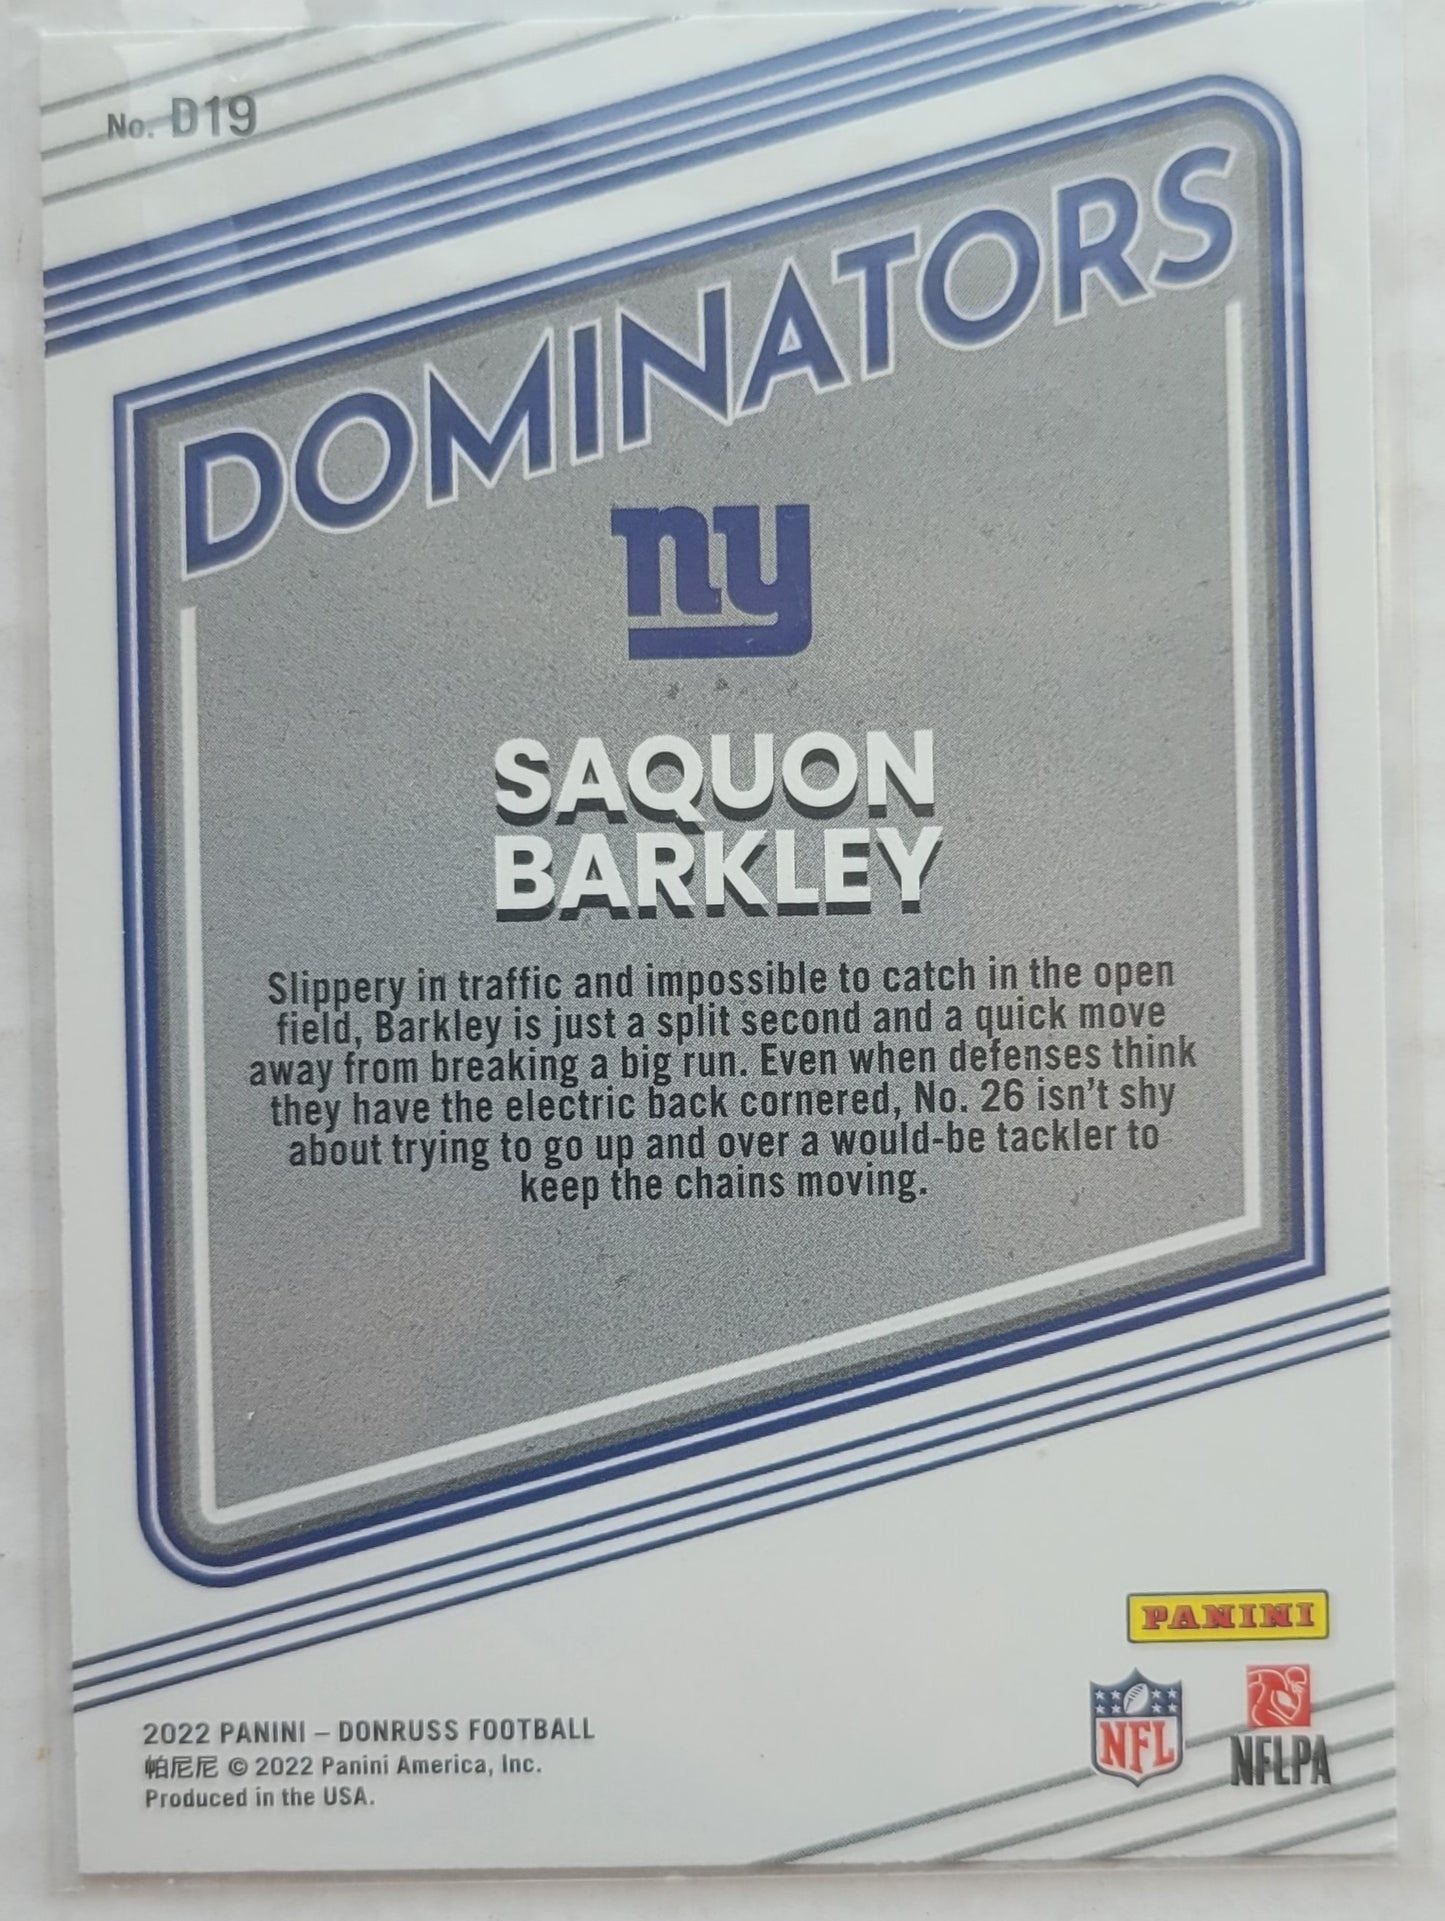 No. D19
DOMINATORS
ny
SAQUON
BARKLEY
Slippery in traffic and impossible to catch in the open
field, Barkley is just a split second and a quick move
away from breaking a big run. Even when defenses think
they have the electric back cornered, No. 26 isn't shy
about trying to go up and over a would-be tackler to
keep the chains moving.
PANINI
NFL
NFLPA
2022 PANINI – DONRUSS FOOTBALL
帕尼尼 © 2022 Panini America, Inc.
Produced in the USA.